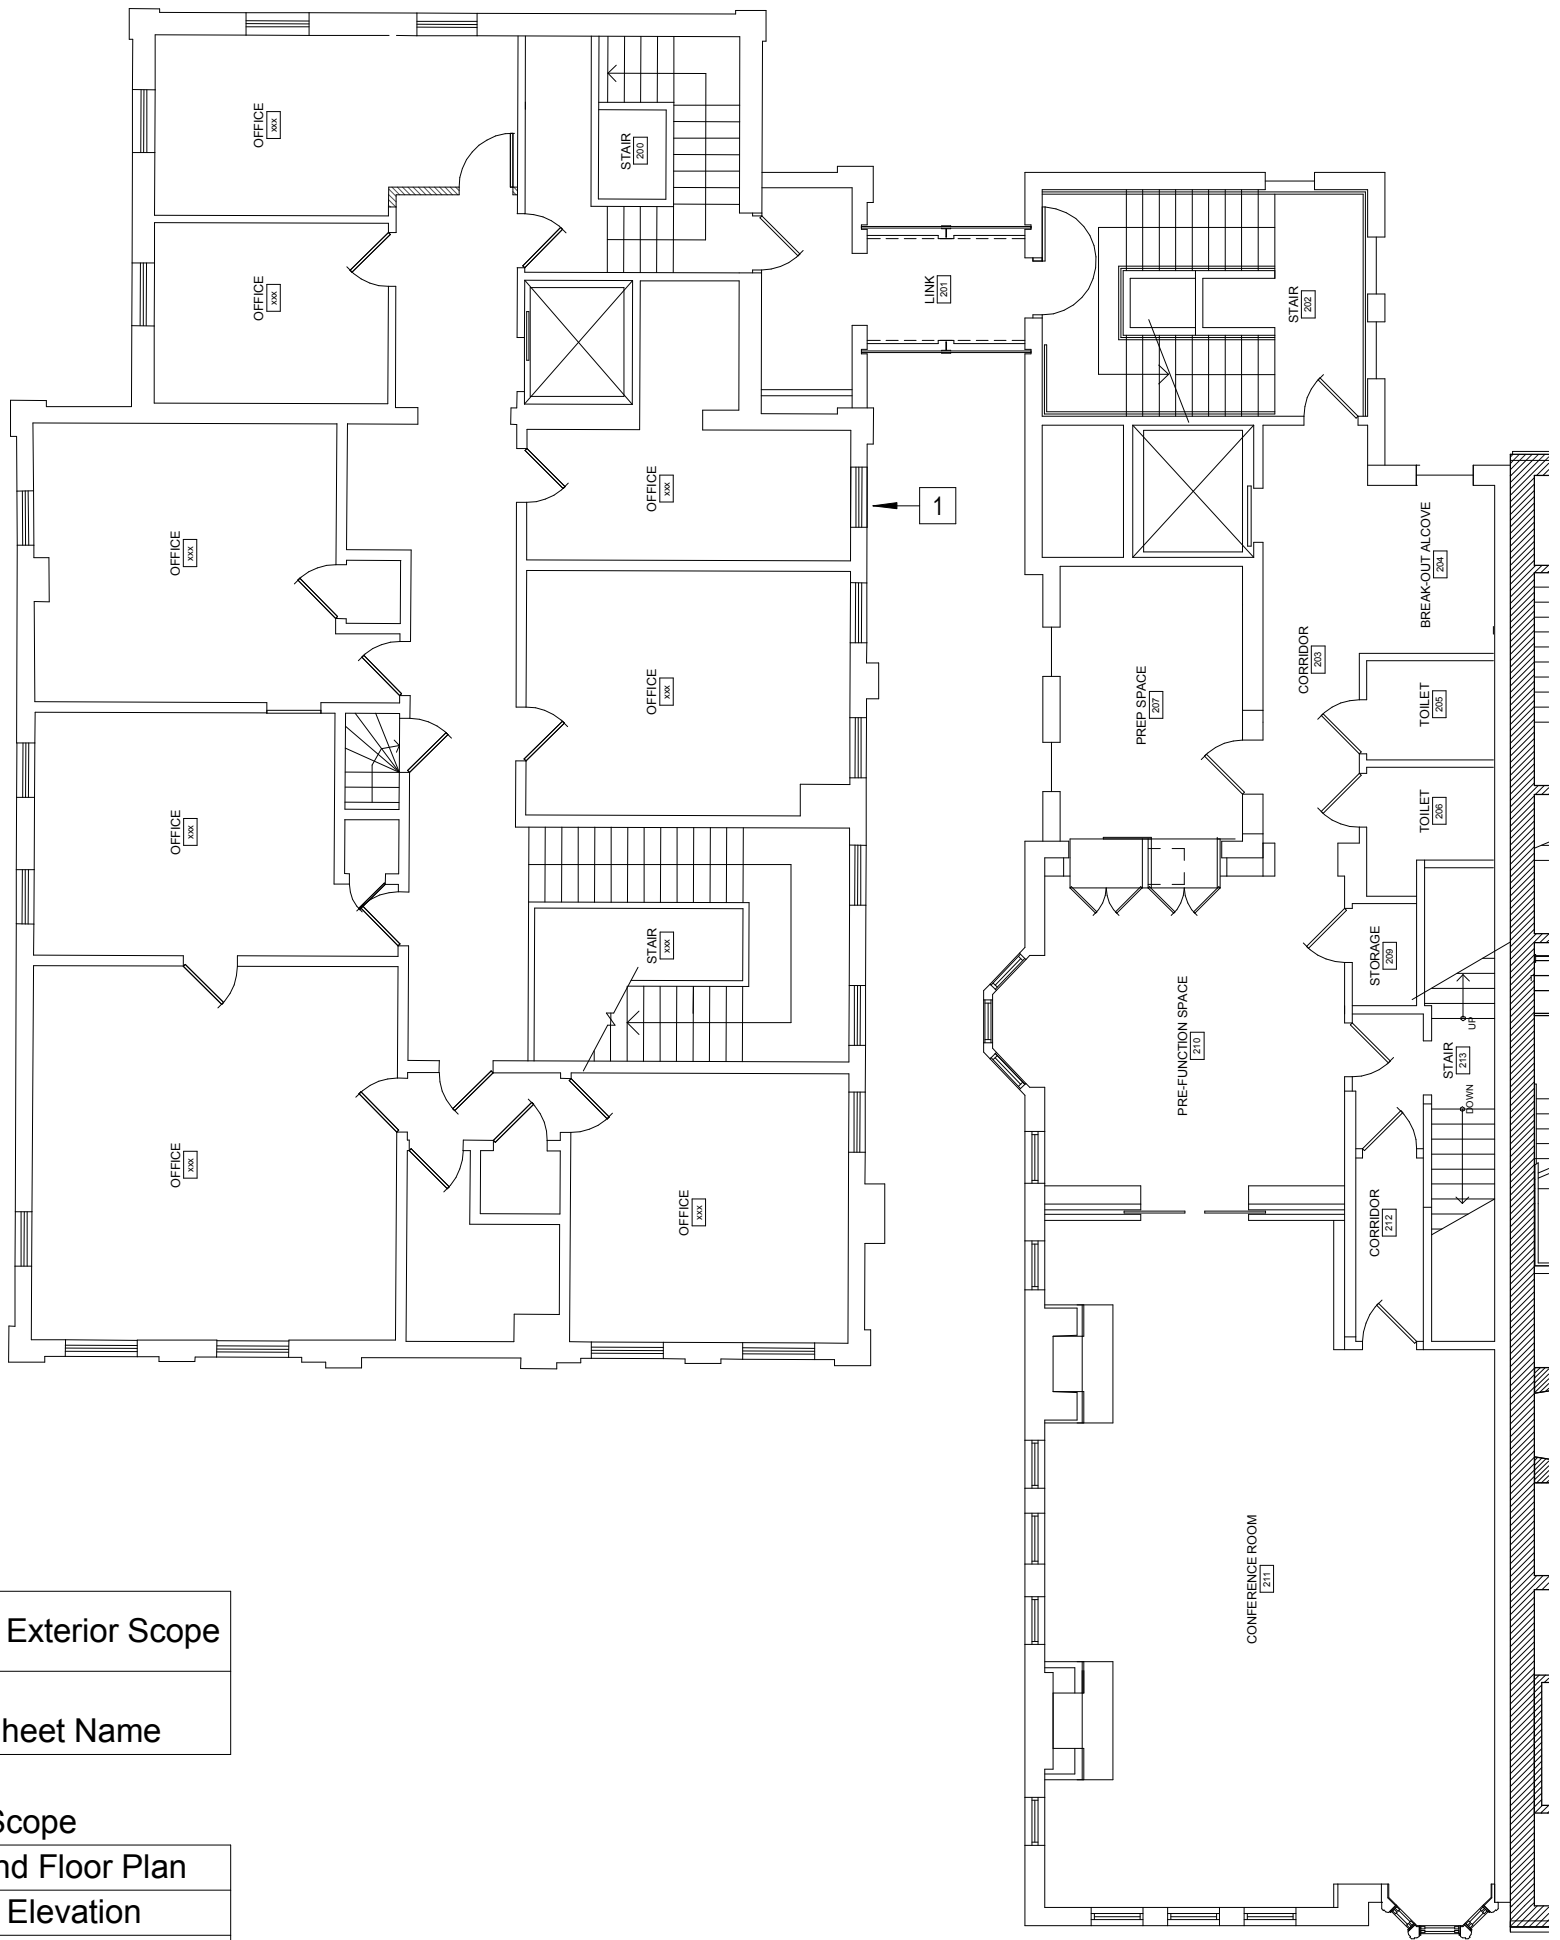 OFFICE
xxx
STAIR
200
OFFICE
xxx
LINK
201
STAIR
202
OFFICE
xxx
OFFICE
xxx
1
BREAK-OUT ALCOVE
204
CORRIDOR
203
OFFICE
xxx
PREP SPACE
207
TOILET
205
OFFICE
xxx
TOILET
206
STAIR
xxx
STORAGE
209
PRE-FUNCTION SPACE
210
UP
STAIR
213
DOWN
OFFICE
xxx
OFFICE
xxx
CORRIDOR
212
CONFERENCE ROOM
211
Exterior Scope
heet Name
Scope
nd Floor Plan
Elevation